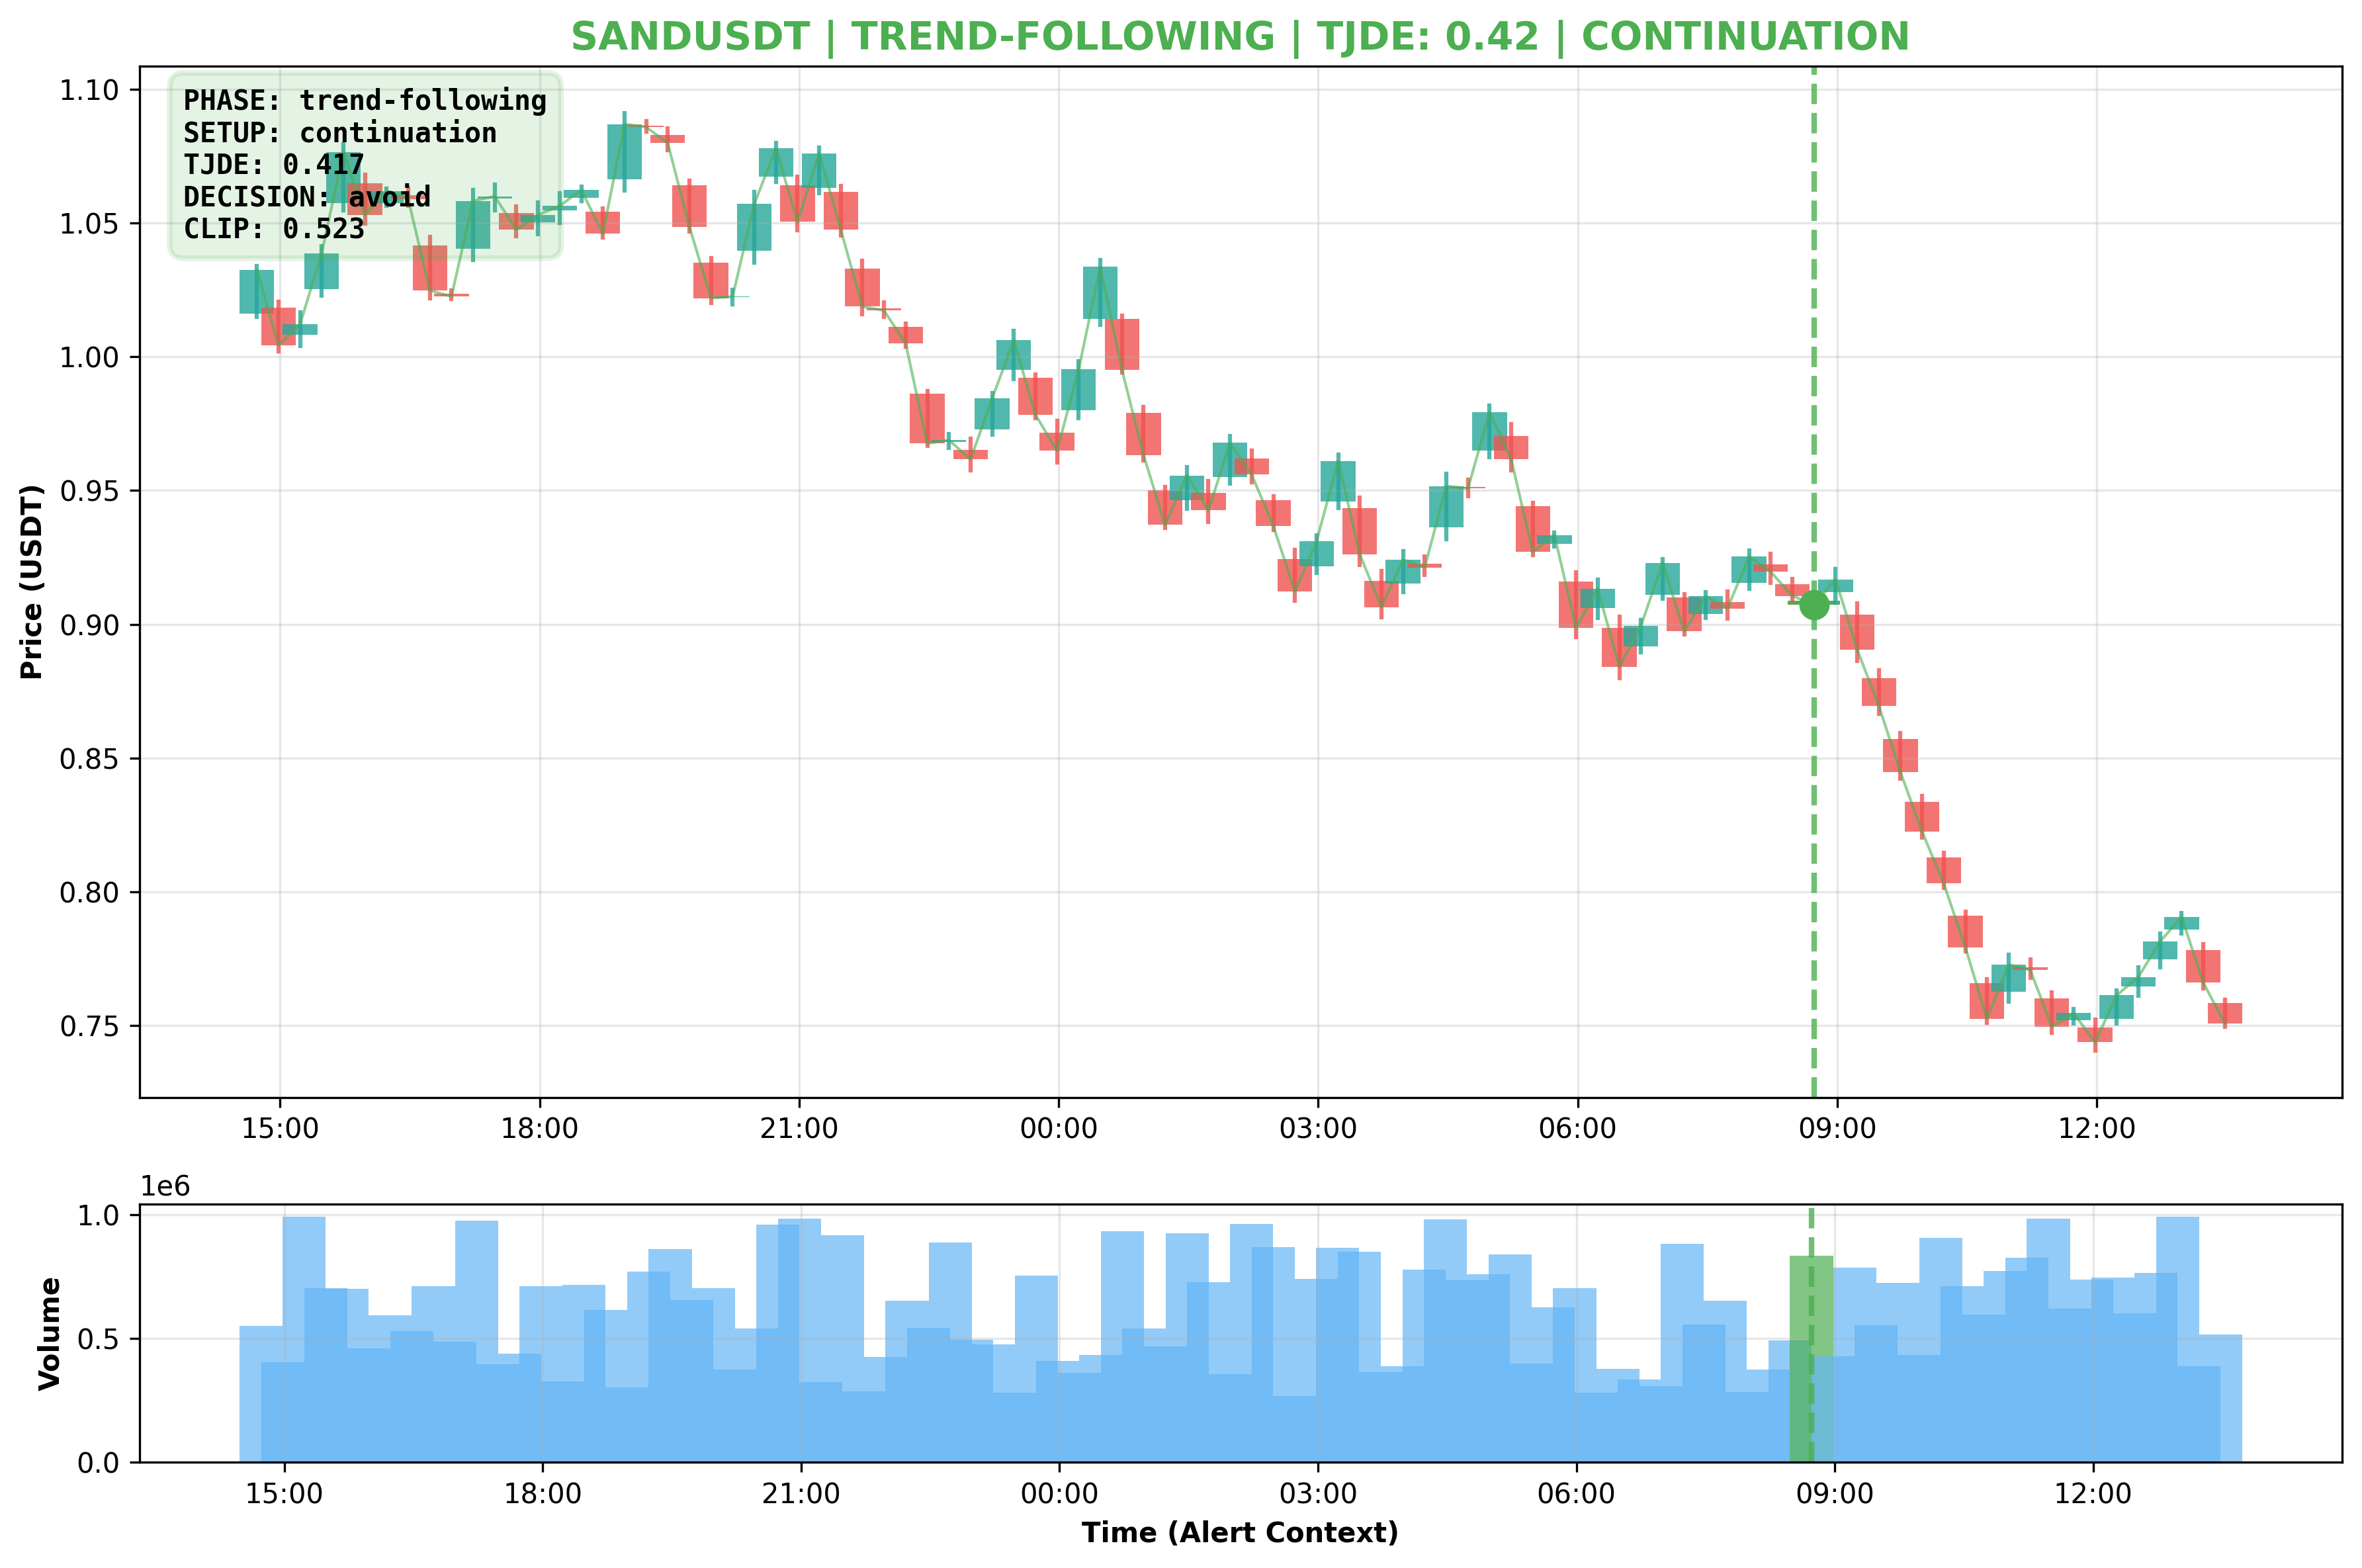 SANDUSDT | TREND-FOLLOWING | TJDE: 0.42 | CONTINUATION
PHASE: trend-following
SETUP: continuation
TJDE: 0.417
DECISION: avoid
CLIP: 0.523
Price (USDT)
1.10
1.05
1.00
0.95
0.90
0.85
0.80
0.75
15:00 18:00 21:00 00:00 03:00 06:00 09:00 12:00
1e6
Volume
1.0
0.5
0.0
15:00 18:00 21:00 00:00 03:00 06:00 09:00 12:00
Time (Alert Context)